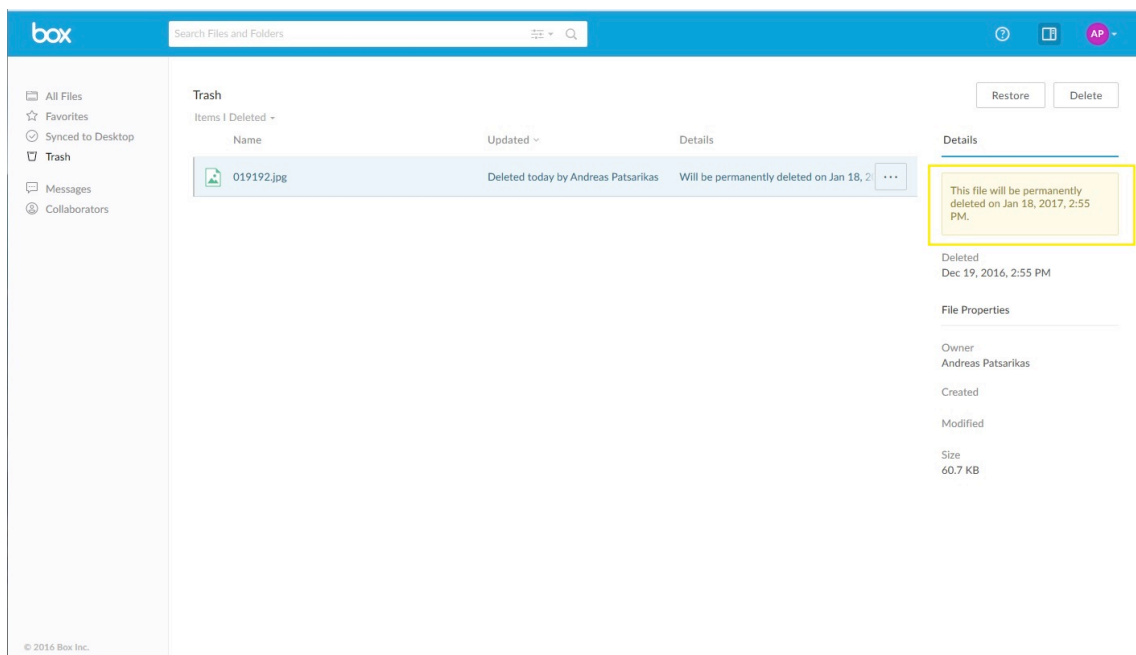 box
Search Files and Folders
AP
All Files
Favorites
Synced to Desktop
Trash
Messages
Collaborators
© 2016 Box Inc.
Trash
Items I Deleted
Restore
Delete
Name
Updated
Details
019192.jpg
Deleted today by Andreas Patsarikas
Will be permanently deleted on Jan 18, 2
Details
This file will be permanently
deleted on Jan 18, 2017, 2:55
PM.
Deleted
Dec 19, 2016, 2:55 PM
File Properties
Owner
Andreas Patsarikas
Created
Modified
Size
60.7 KB